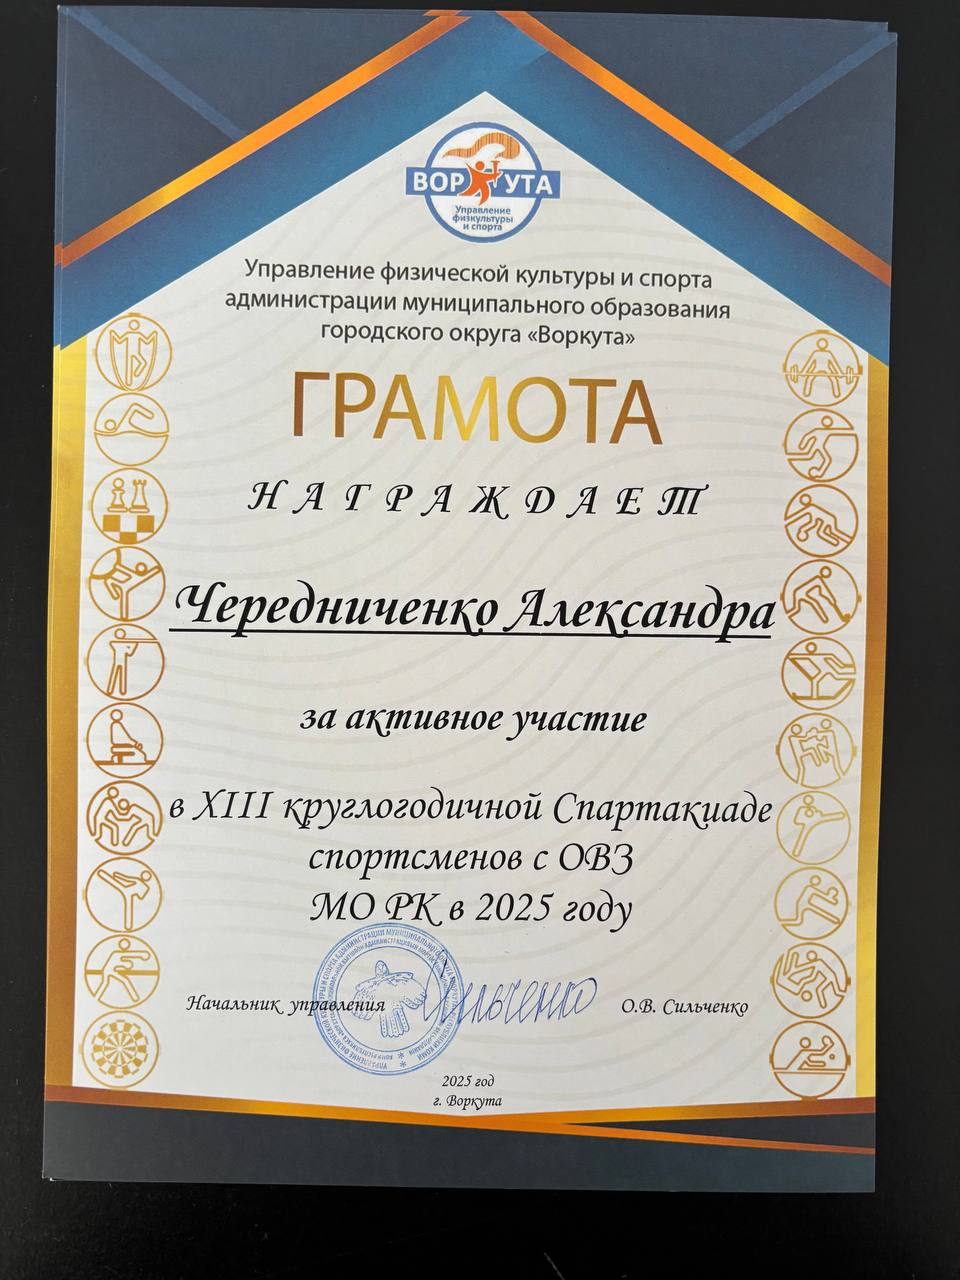 ВОРКУТА
Управление
физкультуры
и спорта
Управление физической культуры и спорта
администрации муниципального образования
городского округа «Воркута»
ГРАМОТА
НАГРАЖДАЕТ
Чередниченко Александра
за активное участие
в XIII круглогодичной Спартакиаде
спортсменов с ОВЗ
МО РК в 2025 году
Начальник управления Сильченко О.В. Сильченко
2025 год
г. Воркута